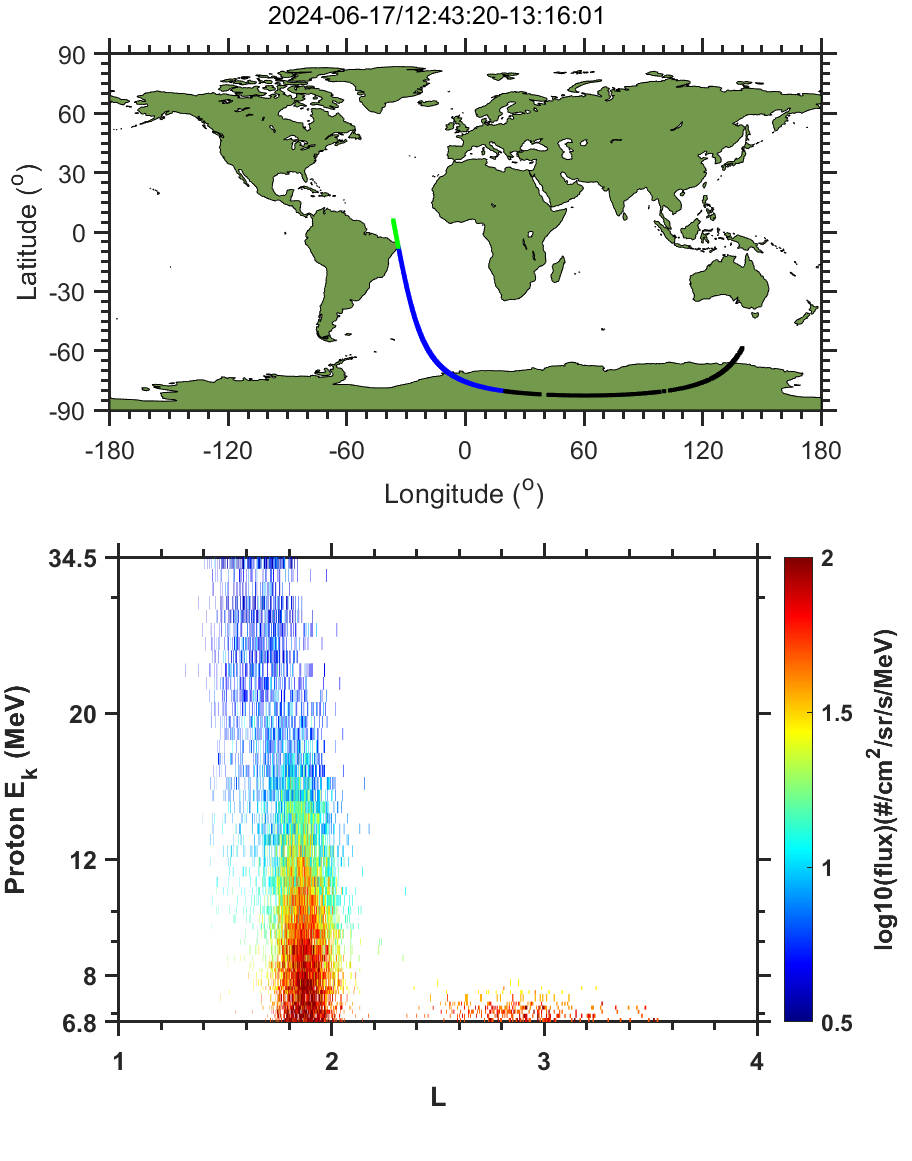 2024-06-17/12:43:20-13:16:01
90
60
30
0
-30
-60
-90
Latitude (o)
-180 -120 -60 0 60 120 180
Longitude (o)
34.5
20
12
8
6.8
Proton Ek (MeV)
1 2 3 4
L
2
1.5
1
0.5
log10(flux)(#/cm2/sr/s/MeV)